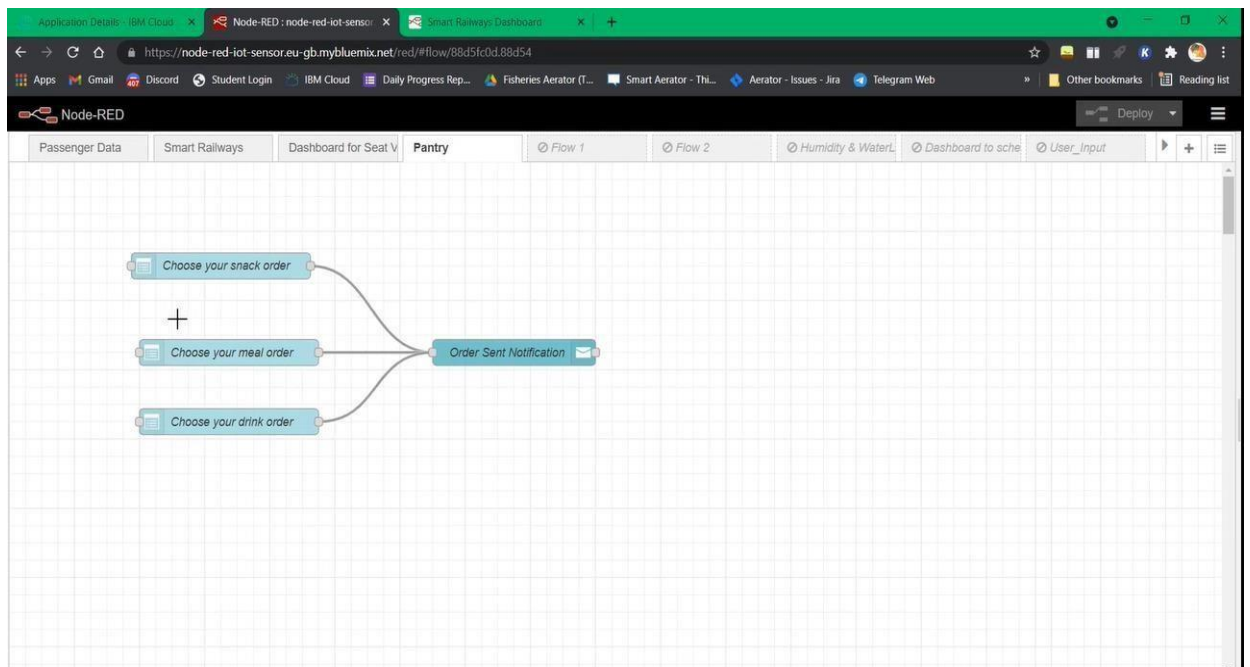 Application Details - IBM Cloud
Node-RED : node-red-iot-sensor
Smart Railways Dashboard
https://node-red-iot-sensor.eu-gb.mybluemix.net/red/#flow/88d5fc0d.88d54
Apps Gmail Discord Student Login IBM Cloud Daily Progress Rep... Fisheries Aerator (T... Smart Aerator - Thi... Aerator - Issues - Jira Telegram Web » Other bookmarks Reading list
Node-RED Deploy
Passenger Data Smart Railways Dashboard for Seat V Pantry Flow 1 Flow 2 Humidity & WaterL Dashboard to sche User_Input
Choose your snack order
Choose your meal order Order Sent Notification
Choose your drink order